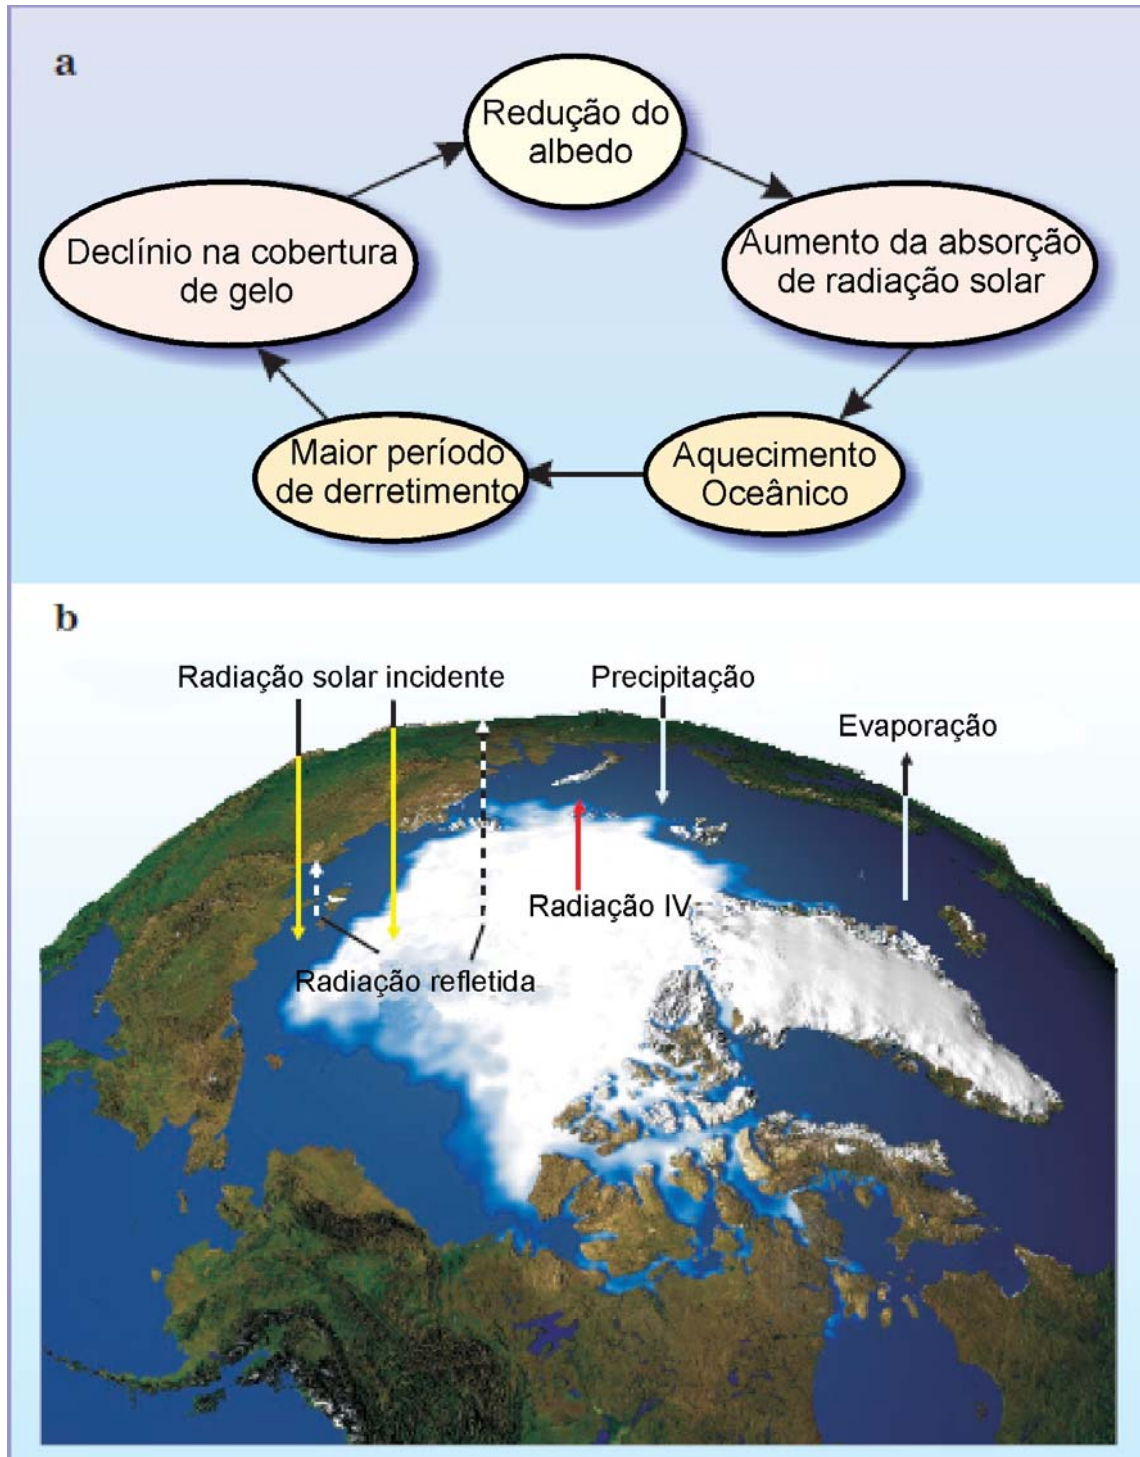 a
Redução do
albedo
Declínio na cobertura
de gelo
Aumento da absorção
de radiação solar
Maior período
de derretimento
Aquecimento
Oceânico
b
Radiação solar incidente
Precipitação
Evaporação
Radiação IV
Radiação refletida